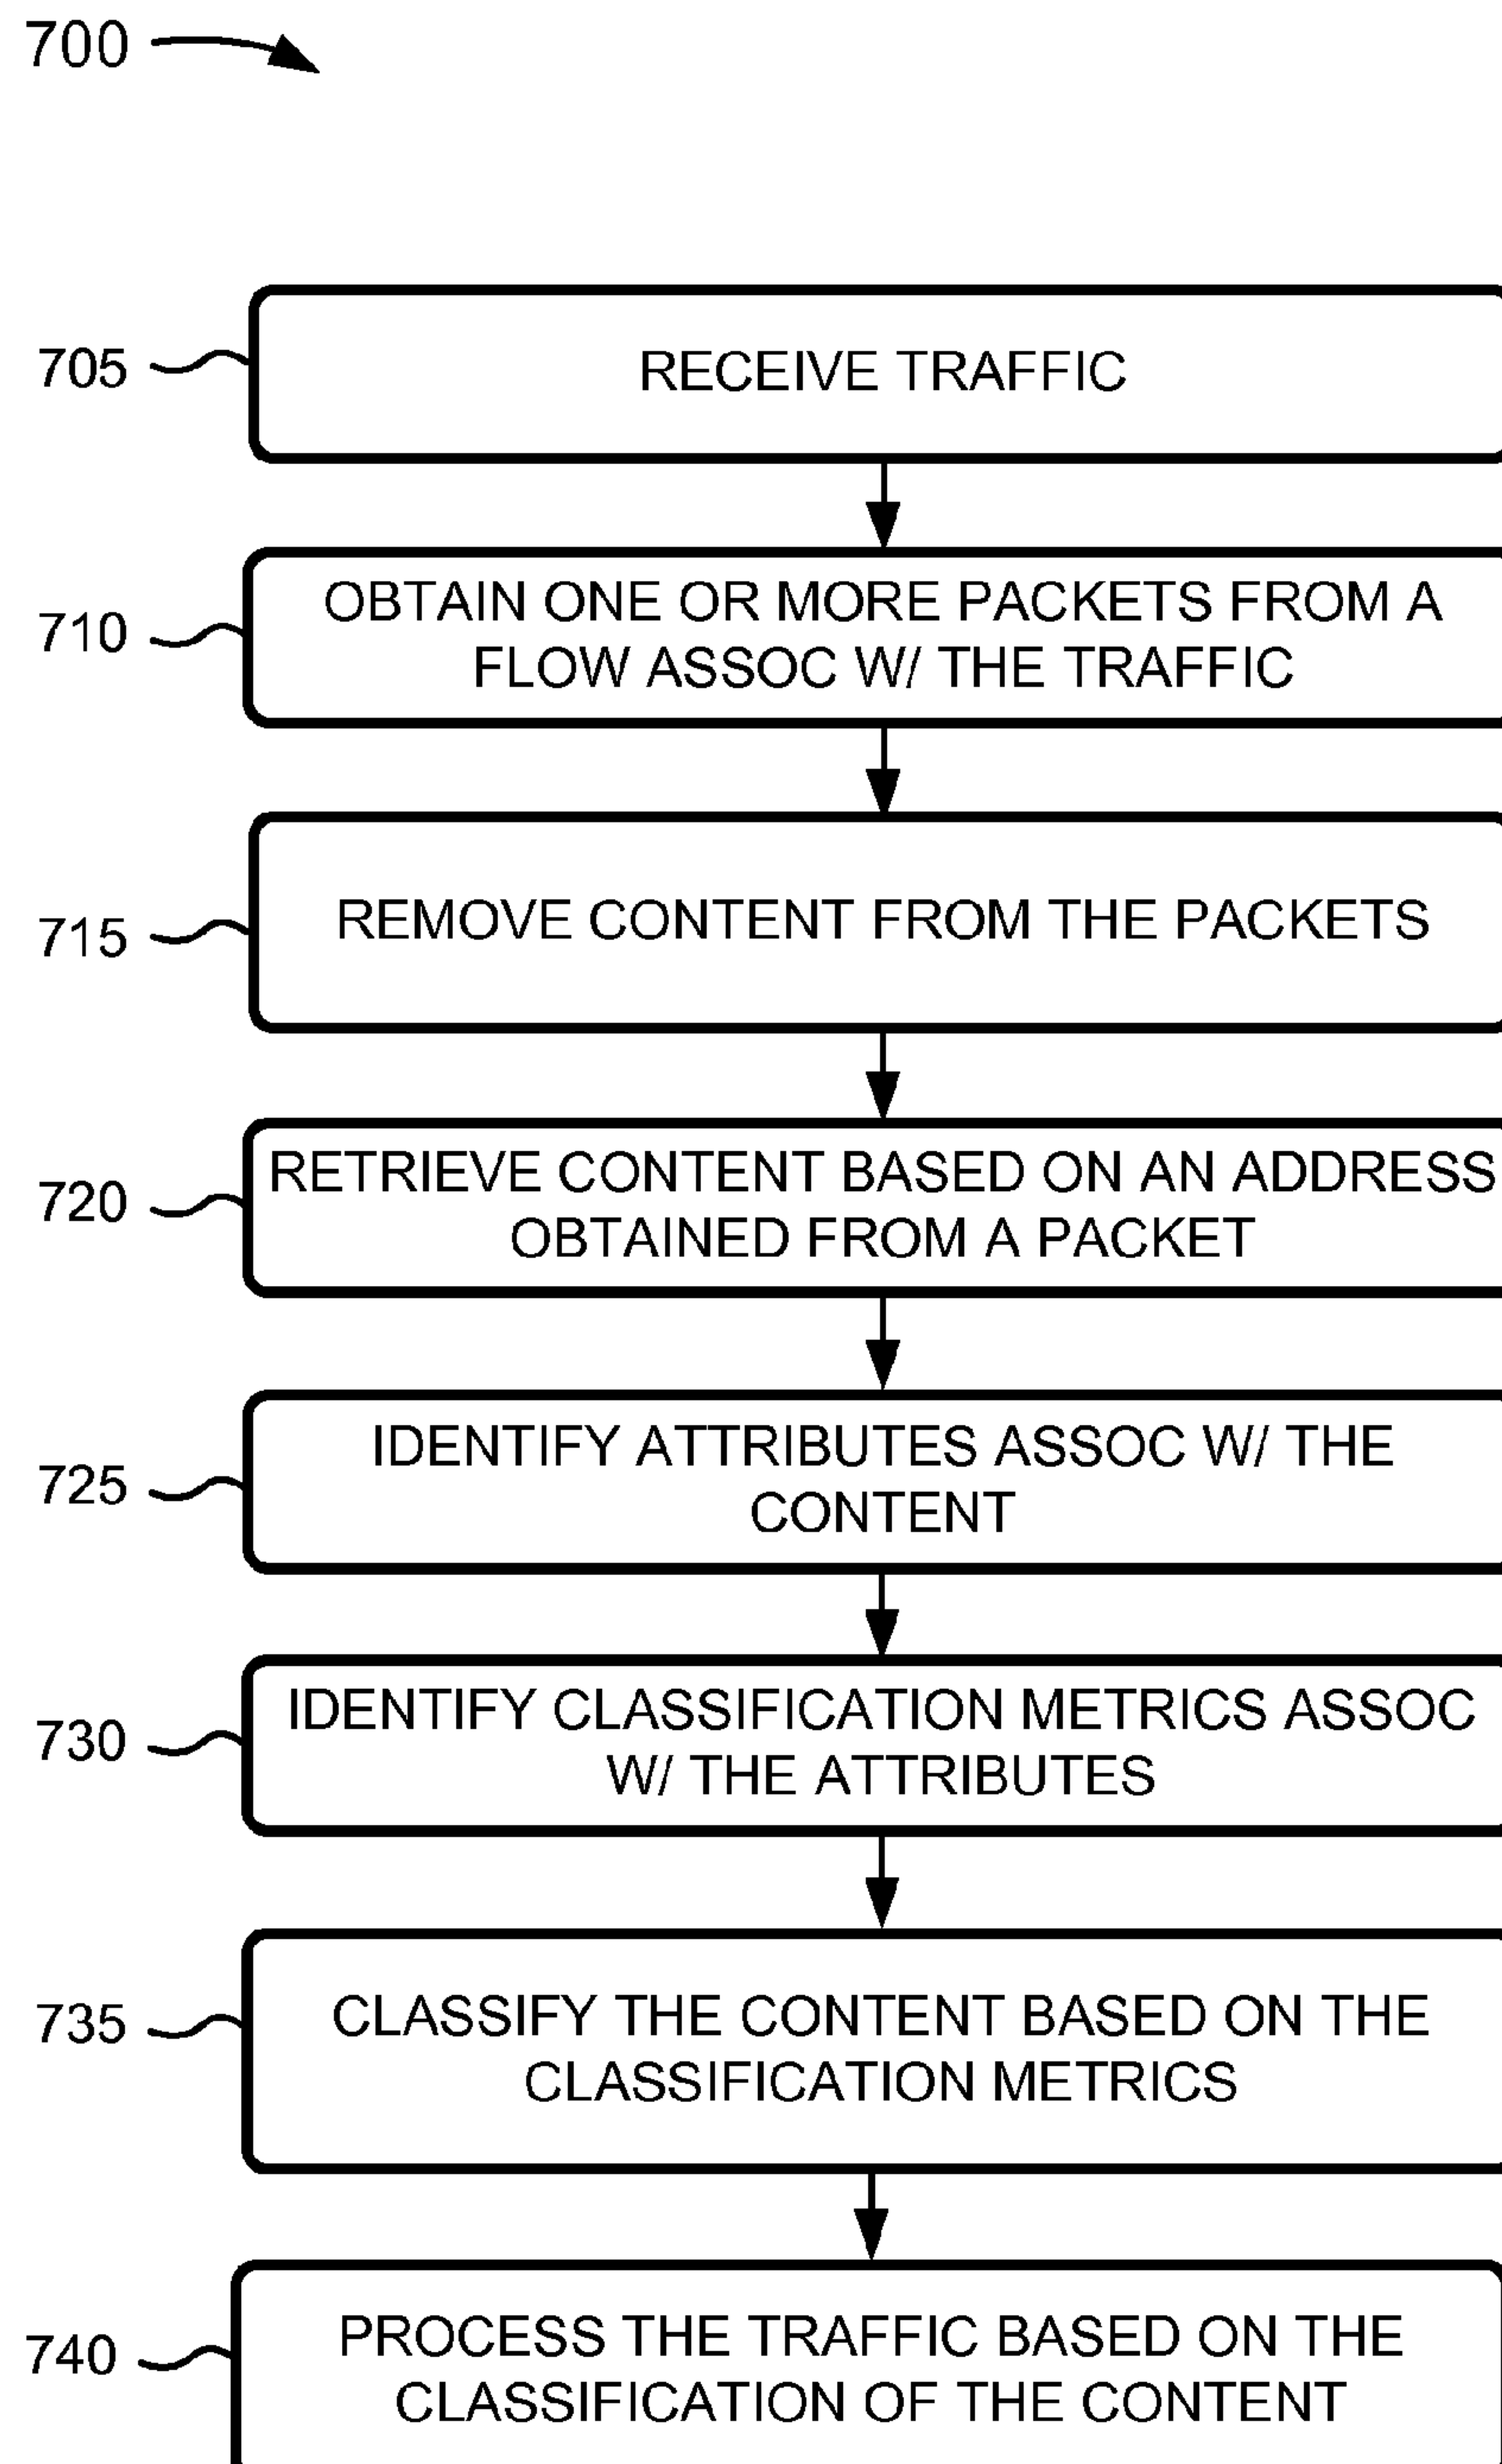 700
705
RECEIVE TRAFFIC
710
OBTAIN ONE OR MORE PACKETS FROM A
FLOW ASSOC W/ THE TRAFFIC
715
REMOVE CONTENT FROM THE PACKETS
720
RETRIEVE CONTENT BASED ON AN ADDRESS
OBTAINED FROM A PACKET
725
IDENTIFY ATTRIBUTES ASSOC W/ THE
CONTENT
730
IDENTIFY CLASSIFICATION METRICS ASSOC
W/ THE ATTRIBUTES
735
CLASSIFY THE CONTENT BASED ON THE
CLASSIFICATION METRICS
740
PROCESS THE TRAFFIC BASED ON THE
CLASSIFICATION OF THE CONTENT